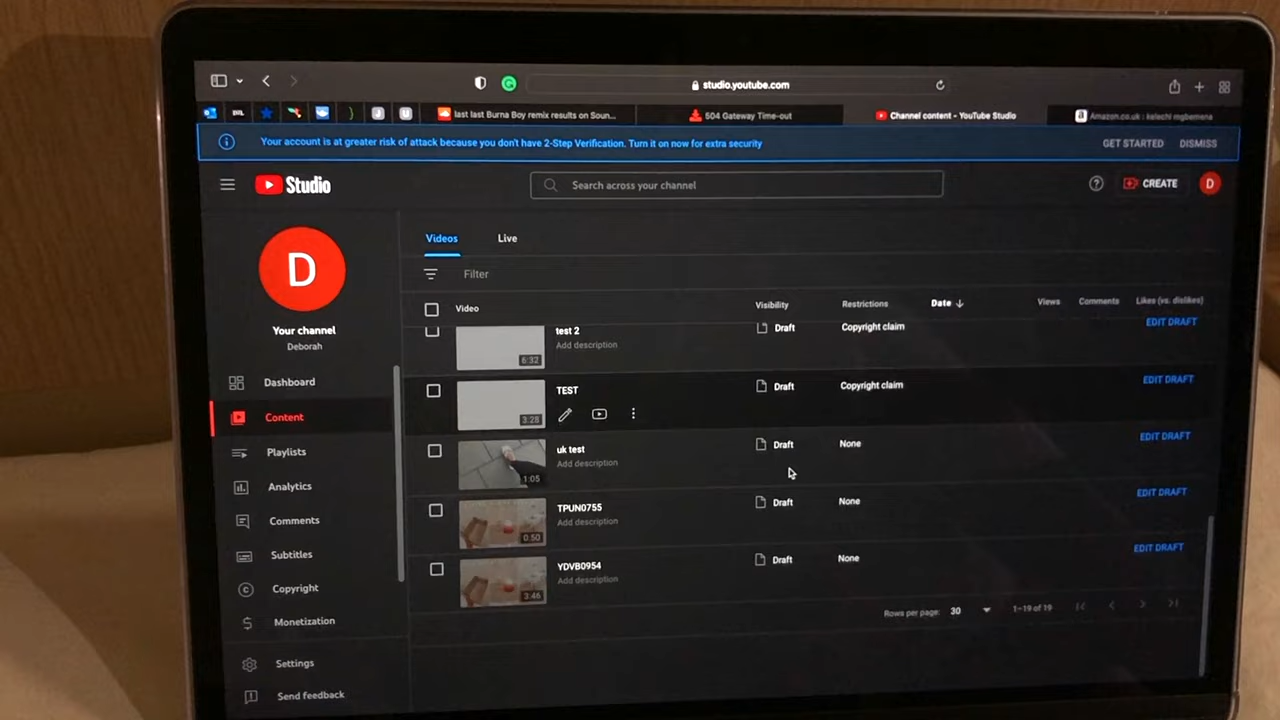 studio.youtube.com
last last Burna Boy remix results on Soun...
504 Gateway Time-out
Channel content - YouTube Studio
Amazon.co.uk : kelechi mgbemena
Your account is at greater risk of attack because you don't have 2-Step Verification. Turn it on now for extra security
GET STARTED
DISMISS
Studio
Search across your channel
CREATE
D
D
Your channel
Deborah
Dashboard
Content
Playlists
Analytics
Comments
Subtitles
Copyright
Monetization
Settings
Send feedback
Videos
Live
Filter
Video
Visibility
Restrictions
Date
Views
Comments
Likes (vs. dislikes)
6:32
test 2
Add description
Draft
Copyright claim
EDIT DRAFT
3:28
TEST
Draft
Copyright claim
EDIT DRAFT
1:05
uk test
Add description
Draft
None
EDIT DRAFT
0:50
TPUN0755
Add description
Draft
None
EDIT DRAFT
3:46
YDVB0954
Add description
Draft
None
EDIT DRAFT
Rows per page: 30
1–19 of 19